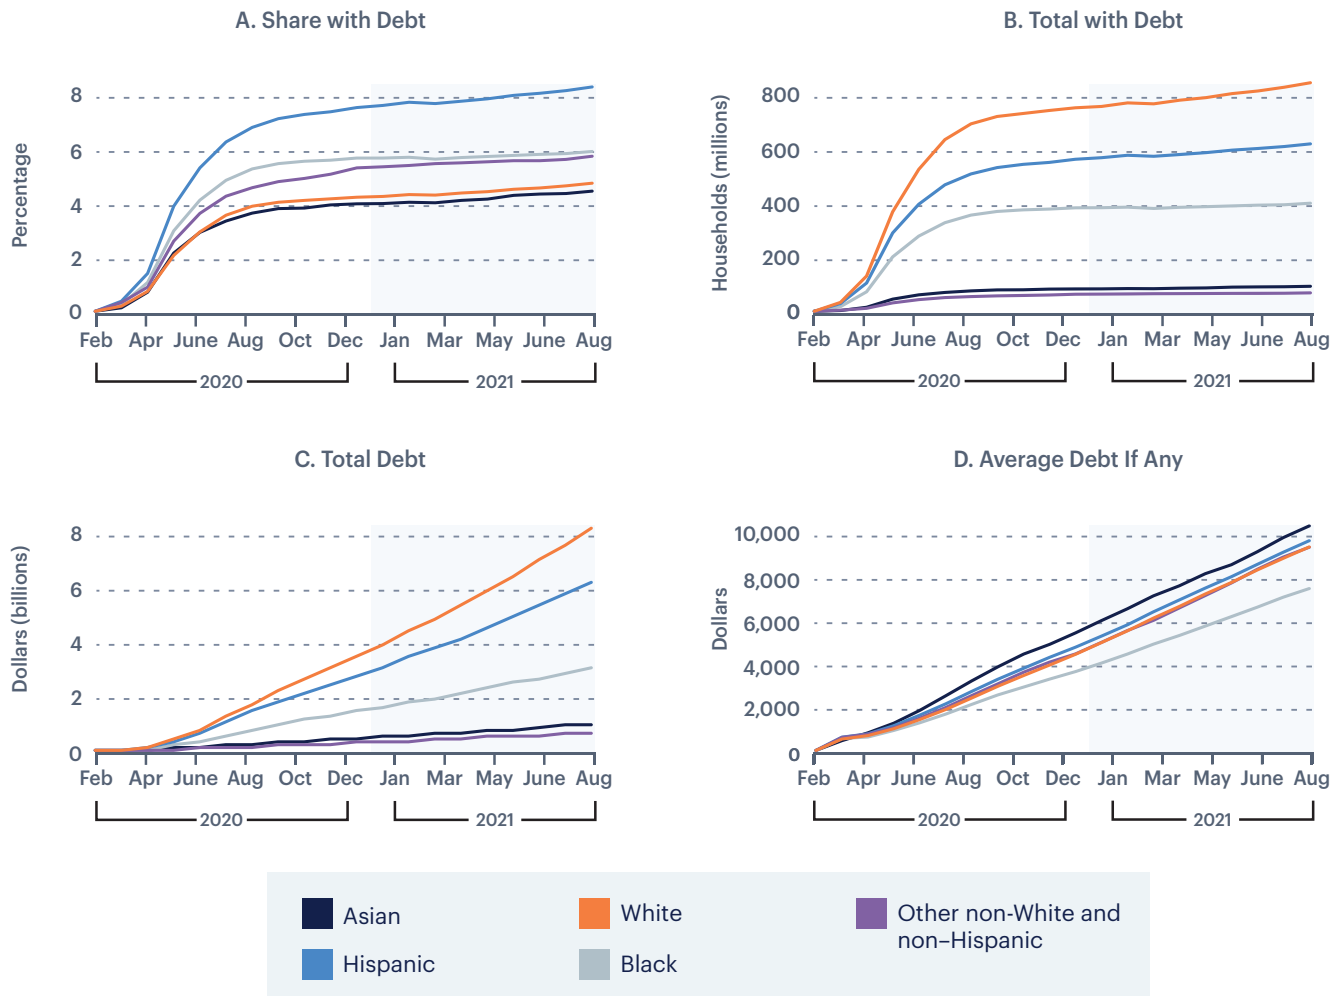 A. Share with Debt
Percentage
8
6
4
2
0
Feb Apr June Aug Oct Dec Jan Mar May June Aug
2020 2021
B. Total with Debt
Households (millions)
800
600
400
200
0
Feb Apr June Aug Oct Dec Jan Mar May June Aug
2020 2021
C. Total Debt
Dollars (billions)
8
6
4
2
0
Feb Apr June Aug Oct Dec Jan Mar May June Aug
2020 2021
D. Average Debt If Any
Dollars
10,000
8,000
6,000
4,000
2,000
0
Feb Apr June Aug Oct Dec Jan Mar May June Aug
2020 2021
Asian
Hispanic
White
Black
Other non-White and
non–Hispanic